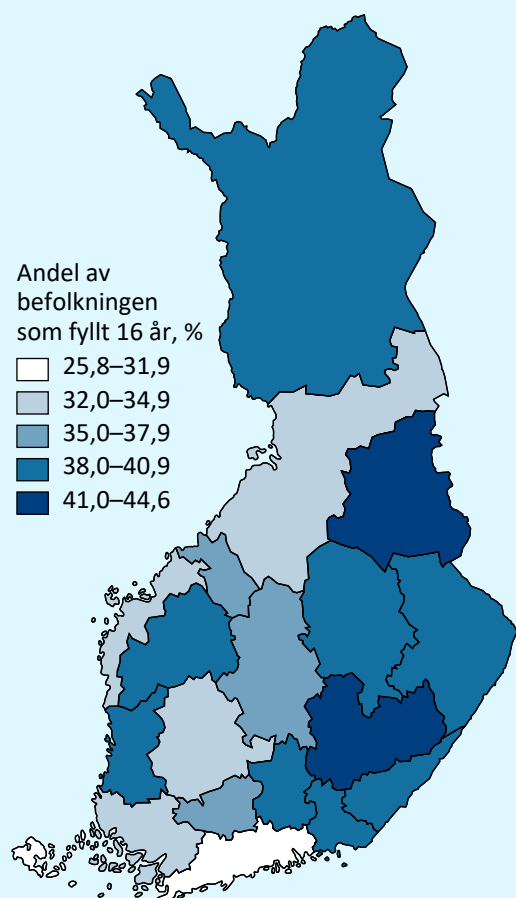 Andel av
befolkningen
som fyllt 16 år, %
25,8–31,9
32,0–34,9
35,0–37,9
38,0–40,9
41,0–44,6